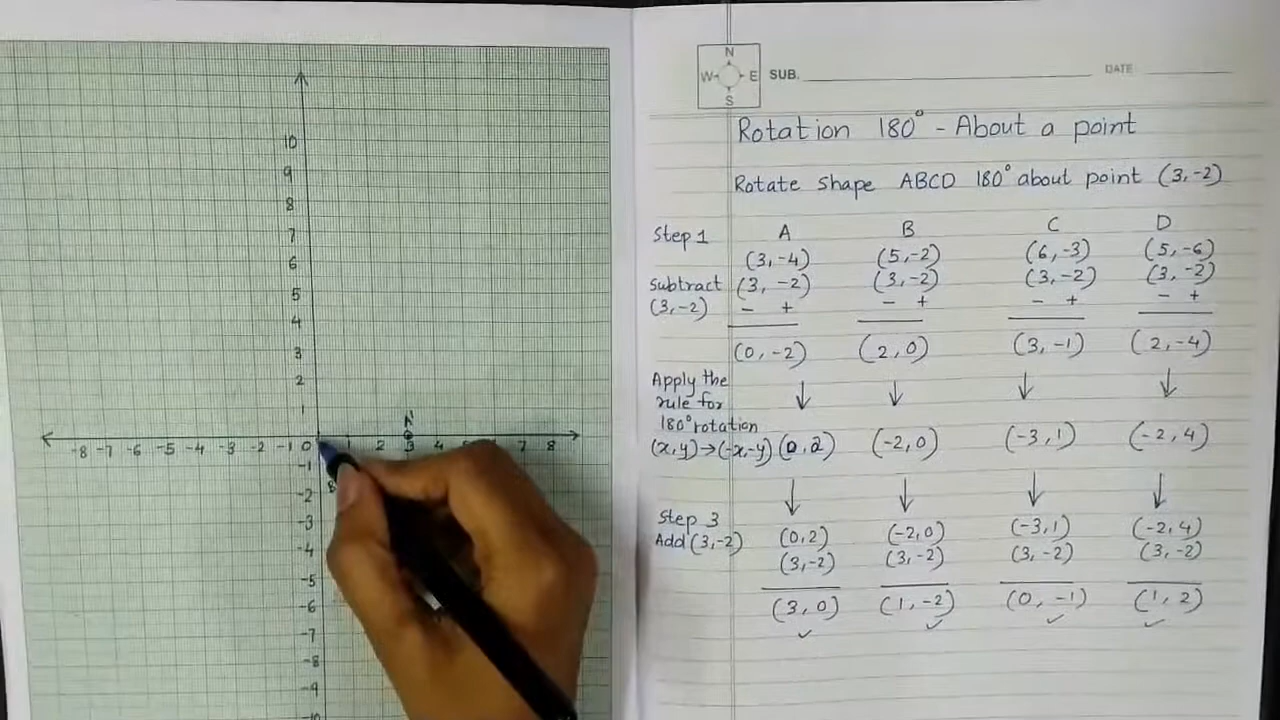 10
9
8
7
6
5
4
3
2
1
A'
-8 -7 -6 -5 -4 -3 -2 -1 0 1 2 3 4 7 8
-1
-2
-3
-4
-5
-6
-7
-8
-9
-10
N
W E
S
SUB.
DATE
Rotation 180° - About a point
Rotate shape ABCD 180° about point (3,-2)
Step 1 A B C D
(3,-4) (5,-2) (6,-3) (5,-6)
subtract (3, -2) (3,-2) (3,-2) (3,-2)
(3,-2) - + - + - + - +
(0,-2) (2,0) (3,-1) (2,-4)
Apply the ↓ ↓ ↓ ↓
rule for
180° rotation
(x,y)→(-x,-y) (0,2) (-2,0) (-3,1) (-2,4)
↓ ↓ ↓ ↓
Step 3 (0,2) (-2,0) (-3,1) (-2,4)
Add (3,-2) (3,-2) (3,-2) (3,-2) (3,-2)
(3,0) (1,-2) (0,-1) (1,2)
✓ ✓ ✓ ✓